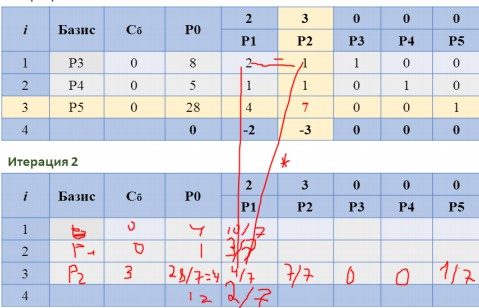 2 3 0 0 0
i Базис Сб P0 P1 P2 P3 P4 P5
1 P3 0 8 2 1 1 0 0
2 P4 0 5 1 1 0 1 0
3 P5 0 28 4 7 0 0 1
4 0 -2 -3 0 0 0
*
Итерация 2
2 3 0 0 0
i Базис Сб P0 P1 P2 P3 P4 P5
1 0 4 10/7
2 0 1 3/7
3 P2 3 28/7=4 4/7 7/7 0 0 1/7
4 12 2/7